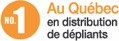 NO.1
Au Québec
en distribution
de dépliants